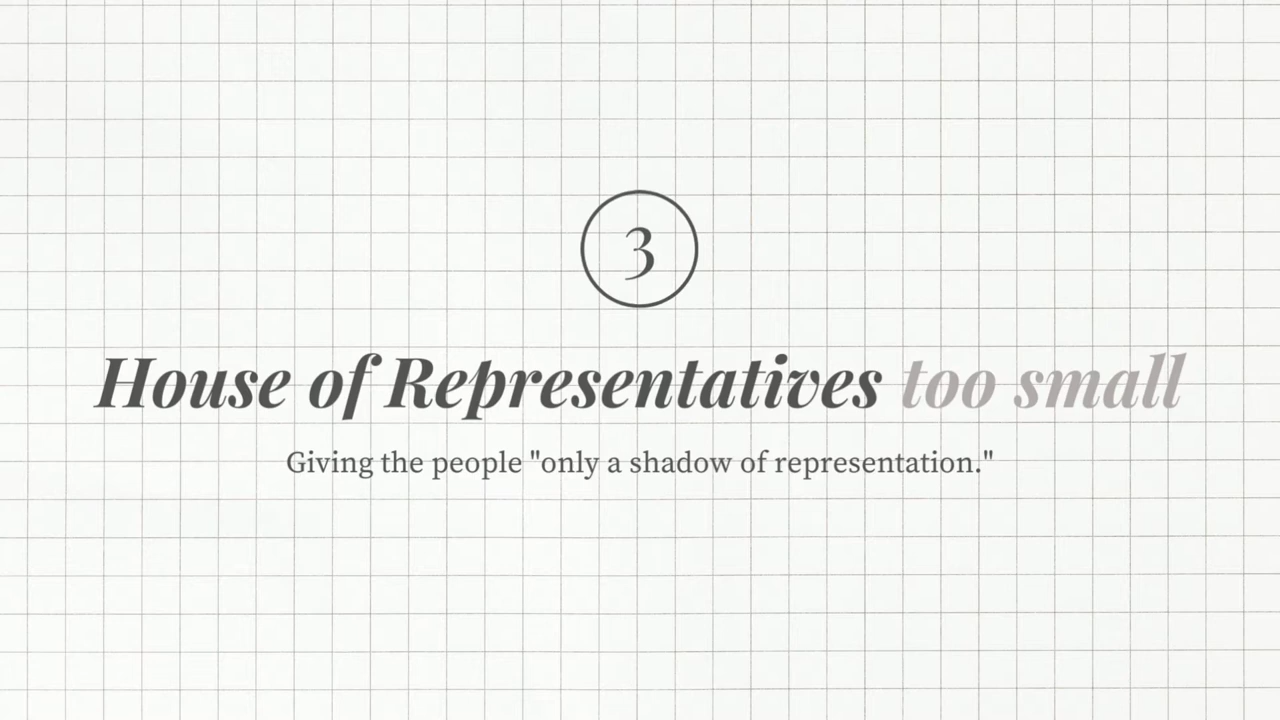 3
House of Representatives too small
Giving the people "only a shadow of representation."